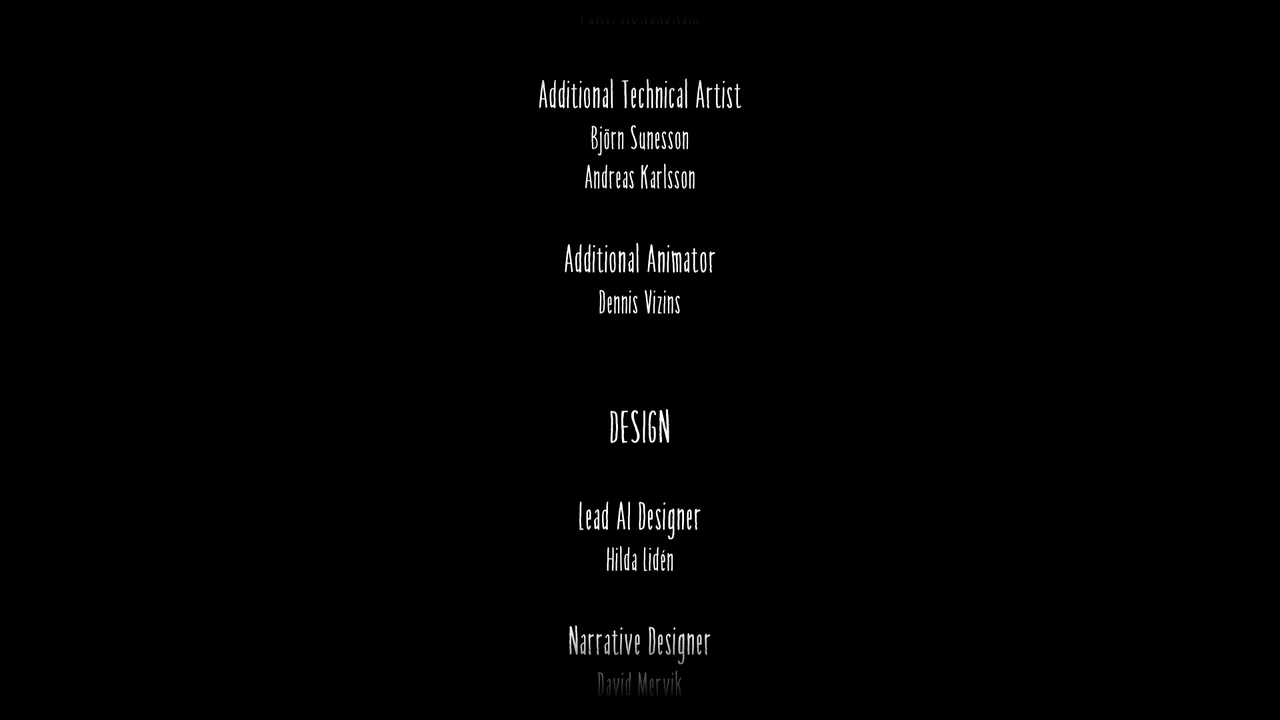 Additional Technical Artist
Björn Sunesson
Andreas Karlsson
Additional Animator
Dennis Vizins
DESIGN
Lead AI Designer
Hilda Lidén
Narrative Designer
David Mervik